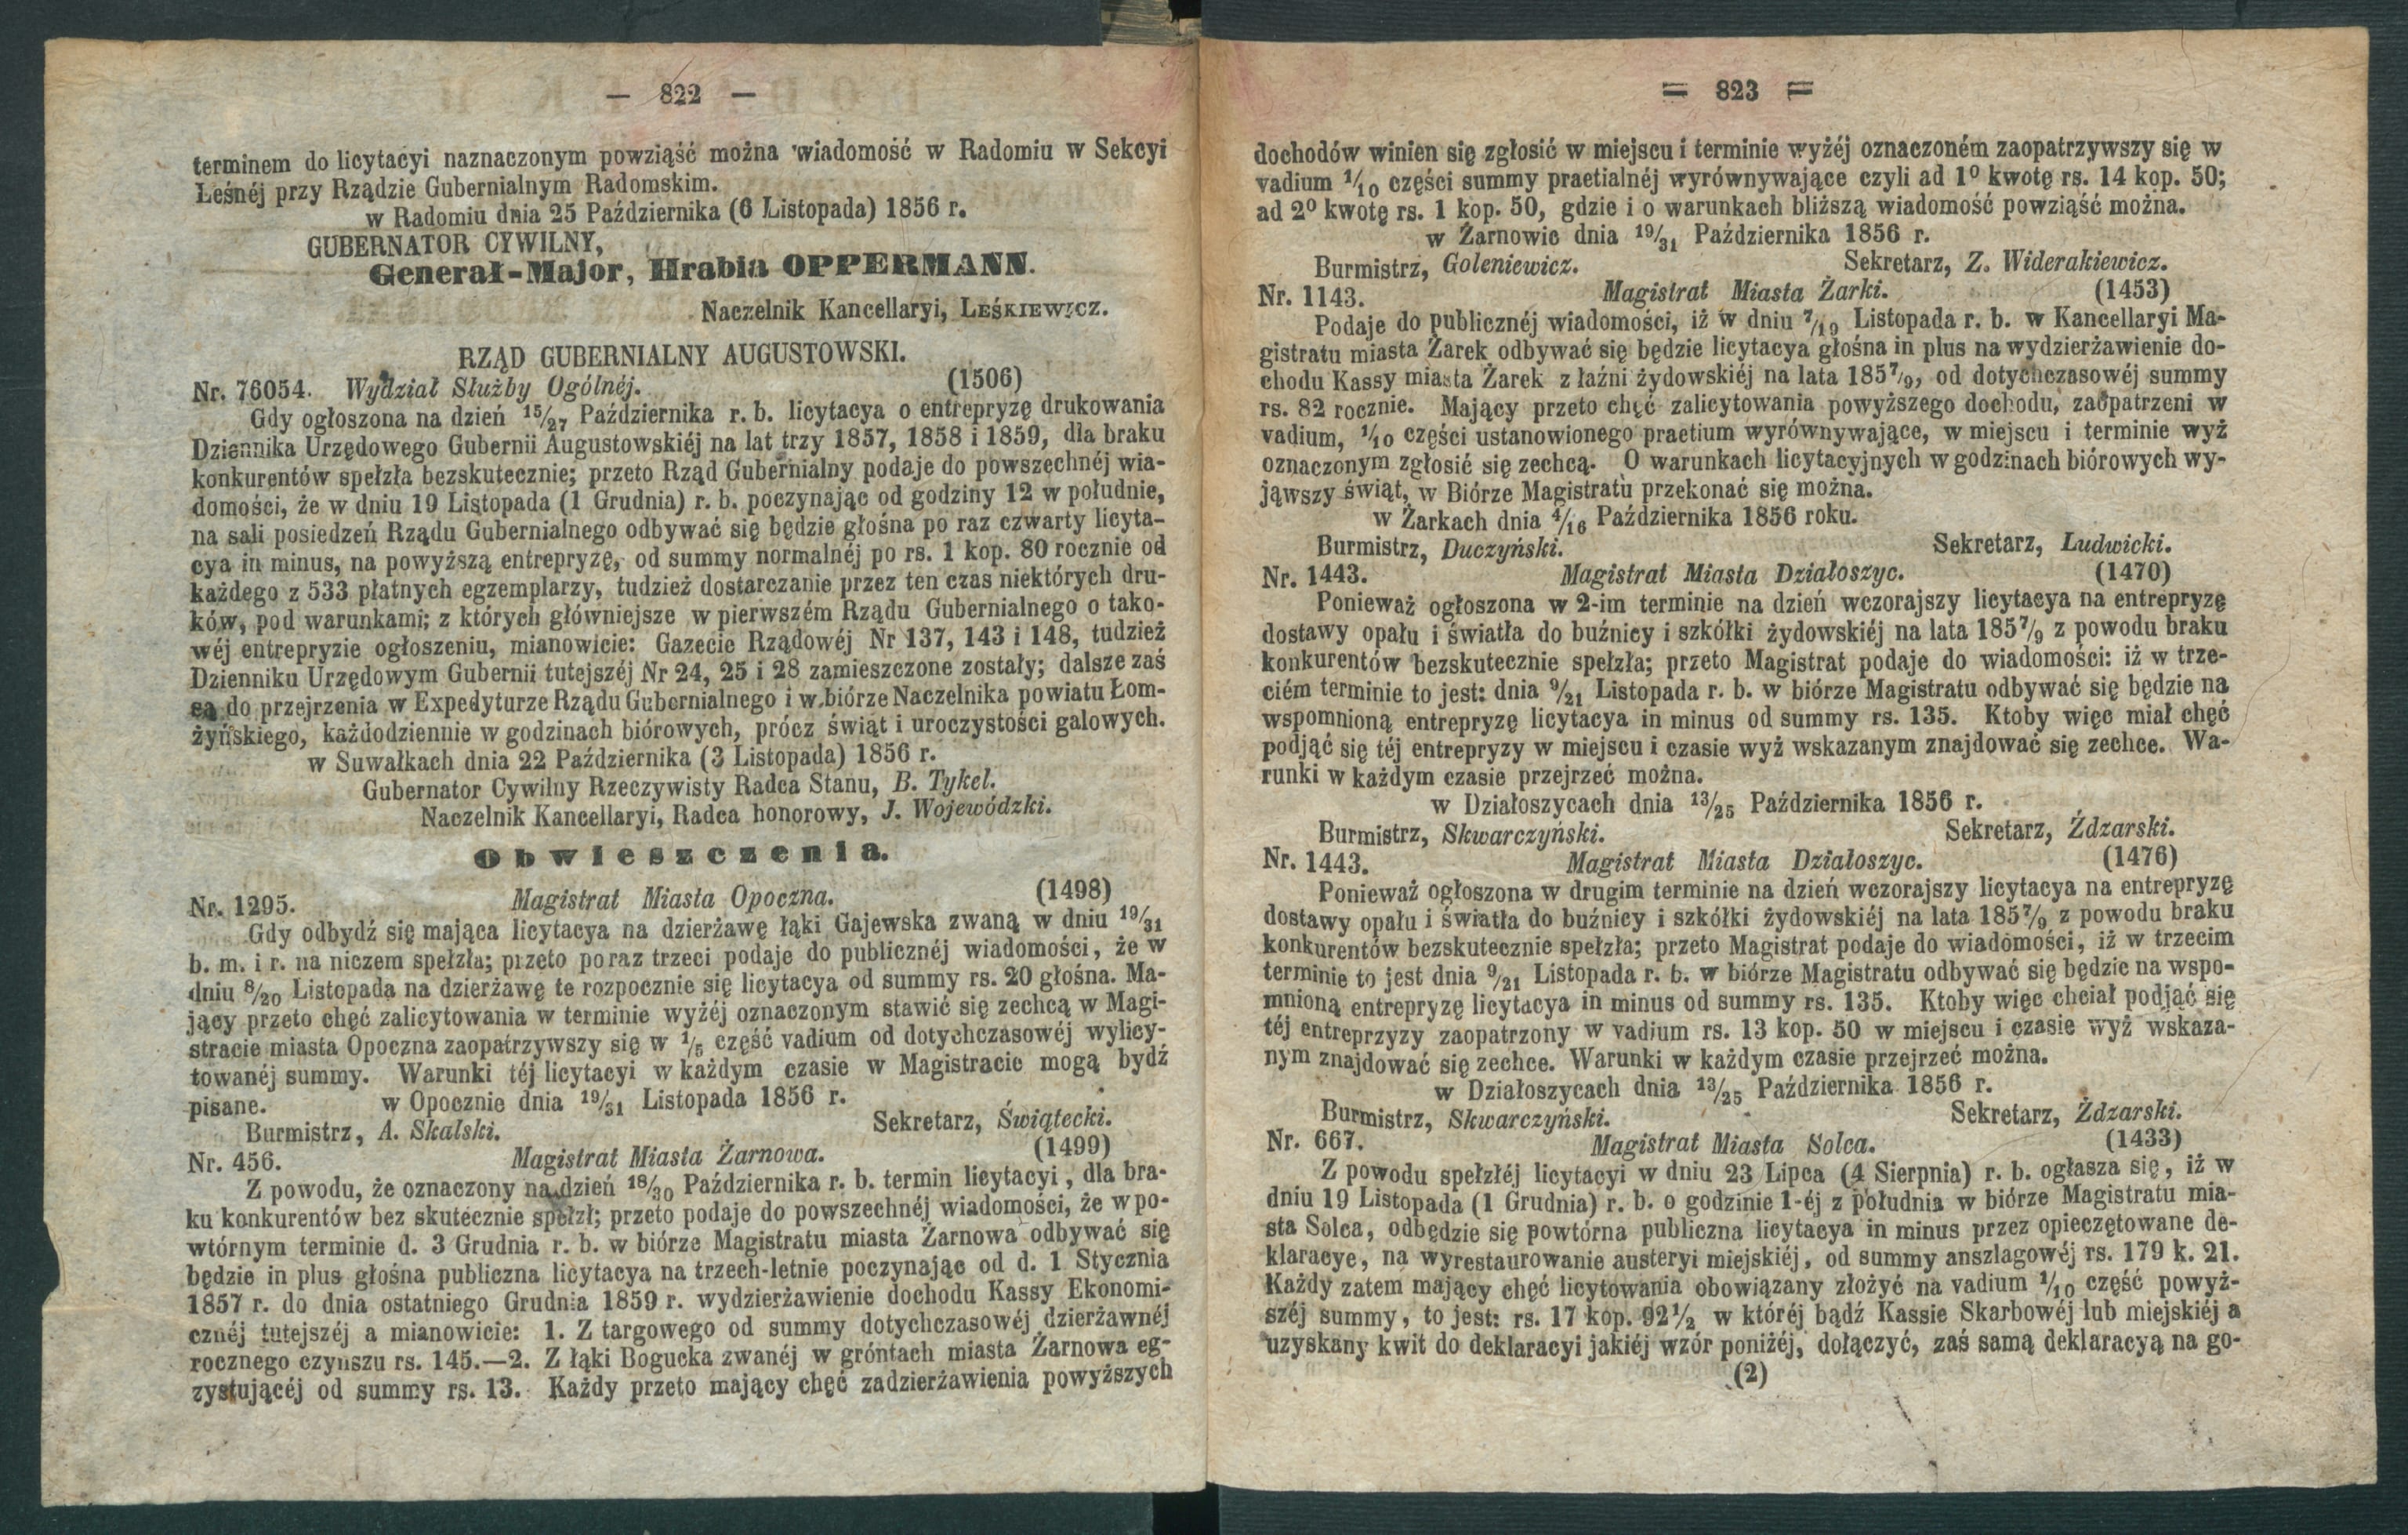 — 822 —
terminem do licytacyi naznaczonym powziąść można wiadomość w Radomiu w Sekcyi
Leśnéj przy Rządzie Gubernialnym Radomskim.
w Radomiu dnia 25 Października (6 Listopada) 1856 r.
GUBERNATOR CYWILNY,
Generał-Major, Hrabia OPPERMANN.
Naczelnik Kancellaryi, LEŚKIEWICZ.
RZĄD GUBERNIALNY AUGUSTOWSKI.
Nr. 76054. Wydział Służby Ogólnéj. (1506)
Gdy ogłoszona na dzień 15/27 Października r. b. licytacya o entrepryzę drukowania
Dziennika Urzędowego Gubernii Augustowskiéj na lat trzy 1857, 1858 i 1859, dla braku
konkurentów spełzła bezskutecznie; przeto Rząd Gubernialny podaje do powszechnéj wia-
domości, że w dniu 19 Listopada (1 Grudnia) r. b. poczynając od godziny 12 w południe,
na sali posiedzeń Rządu Gubernialnego odbywać się będzie głośna po raz czwarty licyta-
cya in minus, na powyższą entrepryzę, od summy normalnéj po rs. 1 kop. 80 rocznie od
każdego z 533 płatnych egzemplarzy, tudzież dostarczanie przez ten czas niektórych dru-
ków, pod warunkami; z których główniejsze w pierwszém Rządu Gubernialnego o tako-
wéj entrepryzie ogłoszeniu, mianowicie: Gazecie Rządowéj Nr 137, 143 i 148, tudzież
Dzienniku Urzędowym Gubernii tutejszéj Nr 24, 25 i 28 zamieszczone zostały; dalsze zaś
są do przejrzenia w Expedyturze Rządu Gubernialnego i w biórze Naczelnika powiatu Łom-
żyńskiego, każdodziennie w godzinach biórowych, prócz świąt i uroczystości galowych.
w Suwałkach dnia 22 Października (3 Listopada) 1856 r.
Gubernator Cywilny Rzeczywisty Radca Stanu, B. Tykel.
Naczelnik Kancellaryi, Radca honorowy, J. Wojewódzki.
Obwieszczenia.
Nr. 1295. Magistrat Miasta Opoczna. (1498)
Gdy odbydź się mająca licytacya na dzierżawę łąki Gajewska zwaną w dniu 19/31
b. m. i r. na niczem spełzła; przeto po raz trzeci podaje do publicznéj wiadomości, że w
dniu 8/20 Listopada na dzierżawę te rozpocznie się licytacya od summy rs. 20 głośna. Ma-
jący przeto chęć zalicytowania w terminie wyżéj oznaczonym stawić się zechcą w Magi-
stracie miasta Opoczna zaopatrzywszy się w 1/5 część vadium od dotychczasowéj wylicy-
towanéj summy. Warunki téj licytacyi w każdym czasie w Magistracie mogą bydź
pisane. w Opocznie dnia 19/31 Listopada 1856 r.
Burmistrz, A. Skalski. Sekretarz, Świątecki.
Nr. 456. Magistrat Miasta Żarnowa. (1499)
Z powodu, że oznaczony na dzień 18/30 Października r. b. termin licytacyi, dla bra-
ku konkurentów bez skutecznie spełzł; przeto podaje do powszechnéj wiadomości, że w po-
wtórnym terminie d. 3 Grudnia r. b. w biórze Magistratu miasta Żarnowa odbywać się
będzie in plus głośna publiczna licytacya na trzech-letnie poczynając od d. 1 Stycznia
1857 r. do dnia ostatniego Grudnia 1859 r. wydzierżawienie dochodu Kassy Ekonomi-
cznéj tutejszéj a mianowicie: 1. Z targowego od summy dotychczasowéj dzierżawnéj
rocznego czynszu rs. 145.—2. Z łąki Bogucka zwanéj w gróntach miasta Żarnowa eg-
zystującéj od summy rs. 13. Każdy przeto mający chęć zadzierżawienia powyższych
= 823 =
dochodów winien się zgłosić w miejscu i terminie wyżéj oznaczoném zaopatrzywszy się w
vadium 1/10 części summy praetialnéj wyrównywające czyli ad 1º kwotę rs. 14 kop. 50;
ad 2º kwotę rs. 1 kop. 50, gdzie i o warunkach bliższą wiadomość powziąść można.
w Żarnowie dnia 19/31 Października 1856 r.
Burmistrz, Goleniewicz. Sekretarz, Z. Widerakiewicz.
Nr. 1143. Magistrat Miasta Żarki. (1453)
Podaje do publicznéj wiadomości, iż w dniu 7/19 Listopada r. b. w Kancellaryi Ma-
gistratu miasta Żarek odbywać się będzie licytacya głośna in plus na wydzierżawienie do-
chodu Kassy miasta Żarek z łaźni żydowskiéj na lata 1857/9, od dotychczasowéj summy
rs. 82 rocznie. Mający przeto chęć zalicytowania powyższego dochodu, zaopatrzeni w
vadium, 1/10 części ustanowionego praetium wyrównywające, w miejscu i terminie wyż
oznaczonym zgłosić się zechcą. O warunkach licytacyjnych w godzinach biórowych wy-
jąwszy świąt, w Biórze Magistratu przekonać się można.
w Żarkach dnia 4/16 Października 1856 roku.
Burmistrz, Duczyński. Sekretarz, Ludwicki.
Nr. 1443. Magistrat Miasta Działoszyc. (1470)
Ponieważ ogłoszona w 2-im terminie na dzień wczorajszy licytacya na entrepryzę
dostawy opału i światła do buźnicy i szkółki żydowskiéj na lata 1857/9 z powodu braku
konkurentów bezskutecznie spełzła; przeto Magistrat podaje do wiadomości: iż w trze-
ciém terminie to jest: dnia 9/21 Listopada r. b. w biórze Magistratu odbywać się będzie na
wspomnioną entrepryzę licytacya in minus od summy rs. 135. Ktoby więc miał chęć
podjąć się téj entrepryzy w miejscu i czasie wyż wskazanym znajdować się zechce. Wa-
runki w każdym czasie przejrzeć można.
w Działoszycach dnia 13/25 Października 1856 r.
Burmistrz, Skwarczyński. Sekretarz, Źdzarski.
Nr. 1443. Magistrat Miasta Działoszyc. (1476)
Ponieważ ogłoszona w drugim terminie na dzień wczorajszy licytacya na entrepryzę
dostawy opału i światła do buźnicy i szkółki żydowskiéj na lata 1857/9 z powodu braku
konkurentów bezskutecznie spełzła; przeto Magistrat podaje do wiadomości, iż w trzecim
terminie to jest dnia 9/21 Listopada r. b. w biórze Magistratu odbywać się będzie na wspo-
mnioną entrepryzę licytacya in minus od summy rs. 135. Ktoby więc chciał podjąć się
téj entreprzyzy zaopatrzony w vadium rs. 13 kop. 50 w miejscu i czasie wyż wskaza-
nym znajdować się zechce. Warunki w każdym czasie przejrzeć można.
w Działoszycach dnia 13/25 Października 1856 r.
Burmistrz, Skwarczyński. Sekretarz, Ździarski.
Nr. 667. Magistrat Miasta Solca. (1433)
Z powodu spełzłéj licytacyi w dniu 23 Lipca (4 Sierpnia) r. b. ogłasza się, iż w
dniu 19 Listopada (1 Grudnia) r. b. o godzinie 1-éj z południa w biórze Magistratu mia-
sta Solca, odbędzie się powtórna publiczna licytacya in minus przez opieczętowane de-
klaracye, na wyrestaurowanie austeryi miejskiéj, od summy anszlagowéj rs. 179 k. 21.
Każdy zatem mający chęć licytowania obowiązany złożyć na vadium 1/10 część powyż-
széj summy, to jest: rs. 17 kop. 92½ w któréj bądź Kassie Skarbowéj lub miejskiéj a
uzyskany kwit do deklaracyi jakiéj wzór poniżéj, dołączyć, zaś samą deklaracyą na go-
(2)